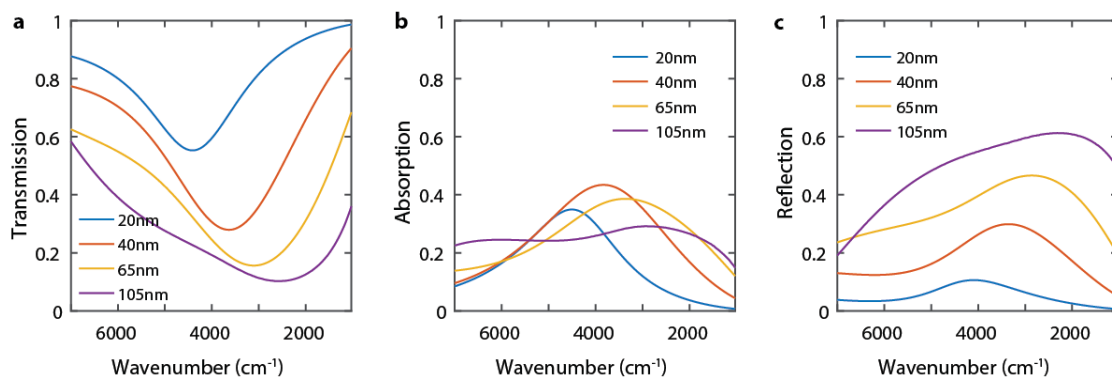 a
Transmission
1
0.8
0.6
0.4
0.2
0
20nm
40nm
65nm
105nm
6000 4000 2000
Wavenumber (cm⁻¹)
b
Absorption
1
0.8
0.6
0.4
0.2
0
20nm
40nm
65nm
105nm
6000 4000 2000
Wavenumber (cm⁻¹)
c
Reflection
1
0.8
0.6
0.4
0.2
0
20nm
40nm
65nm
105nm
6000 4000 2000
Wavenumber (cm⁻¹)